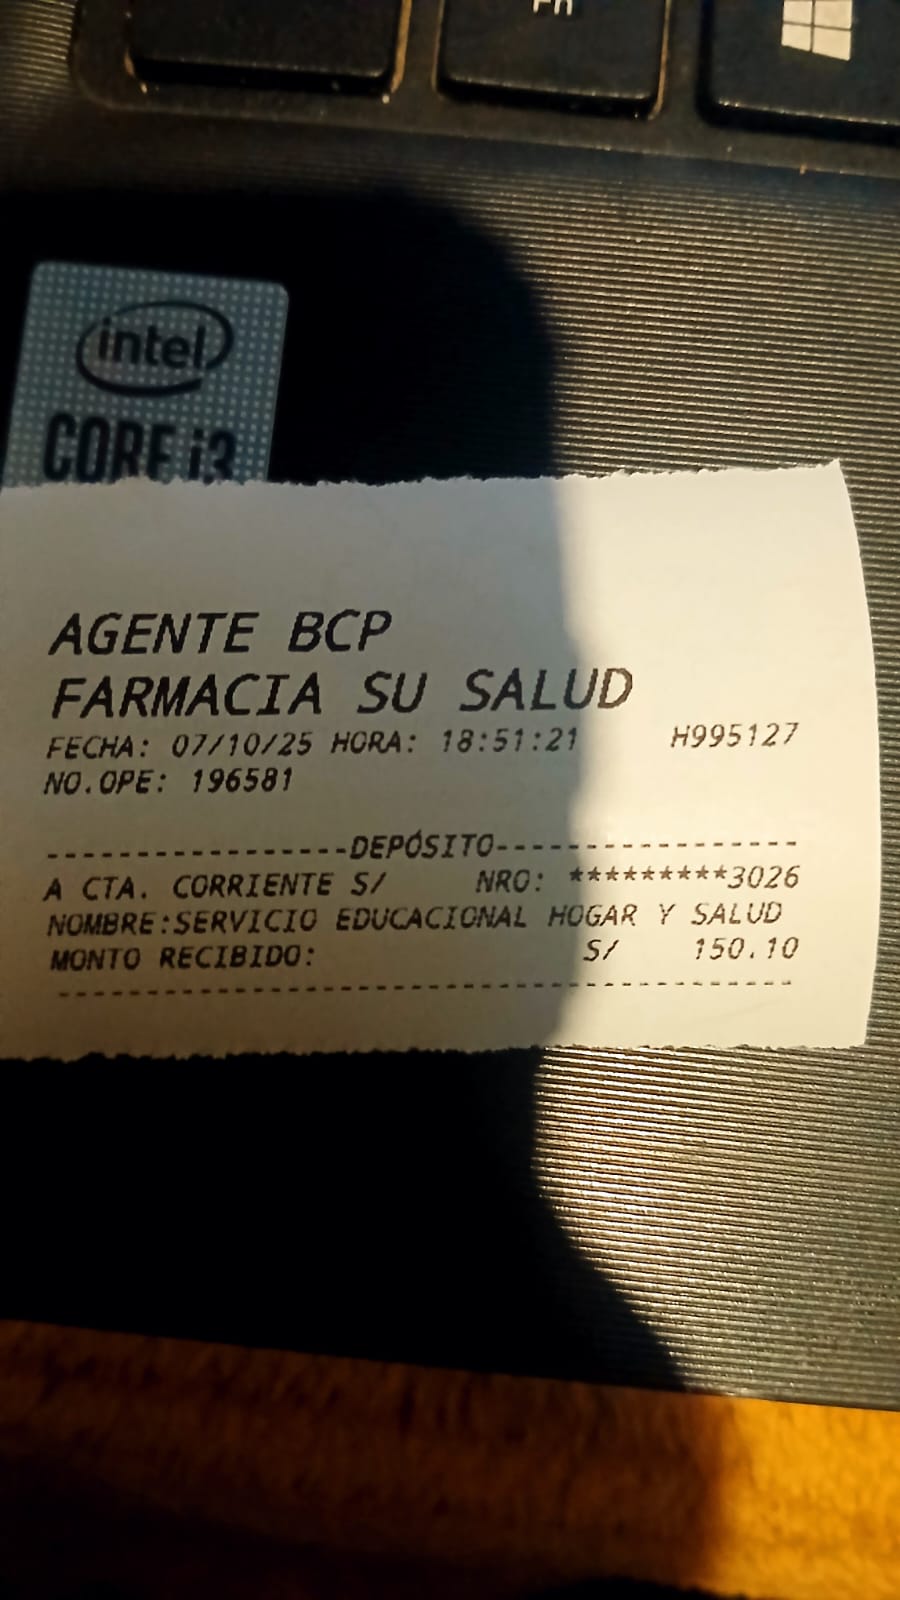 Fn
intel
CORE i3
AGENTE BCP
FARMACIA SU SALUD
FECHA: 07/10/25 HORA: 18:51:21 H995127
NO.OPE: 196581
-----------------DEPÓSITO-----------------
A CTA. CORRIENTE S/ NRO: *********3026
NOMBRE:SERVICIO EDUCACIONAL HOGAR Y SALUD
MONTO RECIBIDO: S/ 150.10
-----------------------------------------